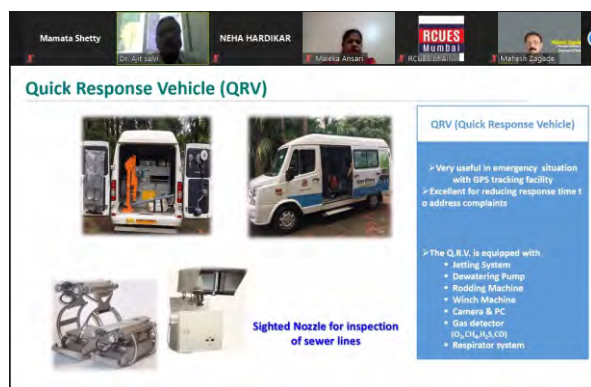 Mamata Shetty
Dr. Ajit salvi
NEHA HARDIKAR
Maleka Ansari
RCUES
Mumbai
RCUES of AIILSG
Mahesh Zagade
Quick Response Vehicle (QRV)
QRV (Quick Response Vehicle)
➢Very useful in emergency situation
with GPS tracking facility
➢Excellent for reducing response time t
o address complaints
➢The Q.R.V. is equipped with
▪ Jetting System
▪ Dewatering Pump
▪ Rodding Machine
▪ Winch Machine
▪ Camera & PC
▪ Gas detector
(O₂,CH₄,H₂S,CO)
▪ Respirator system
Sighted Nozzle for inspection
of sewer lines